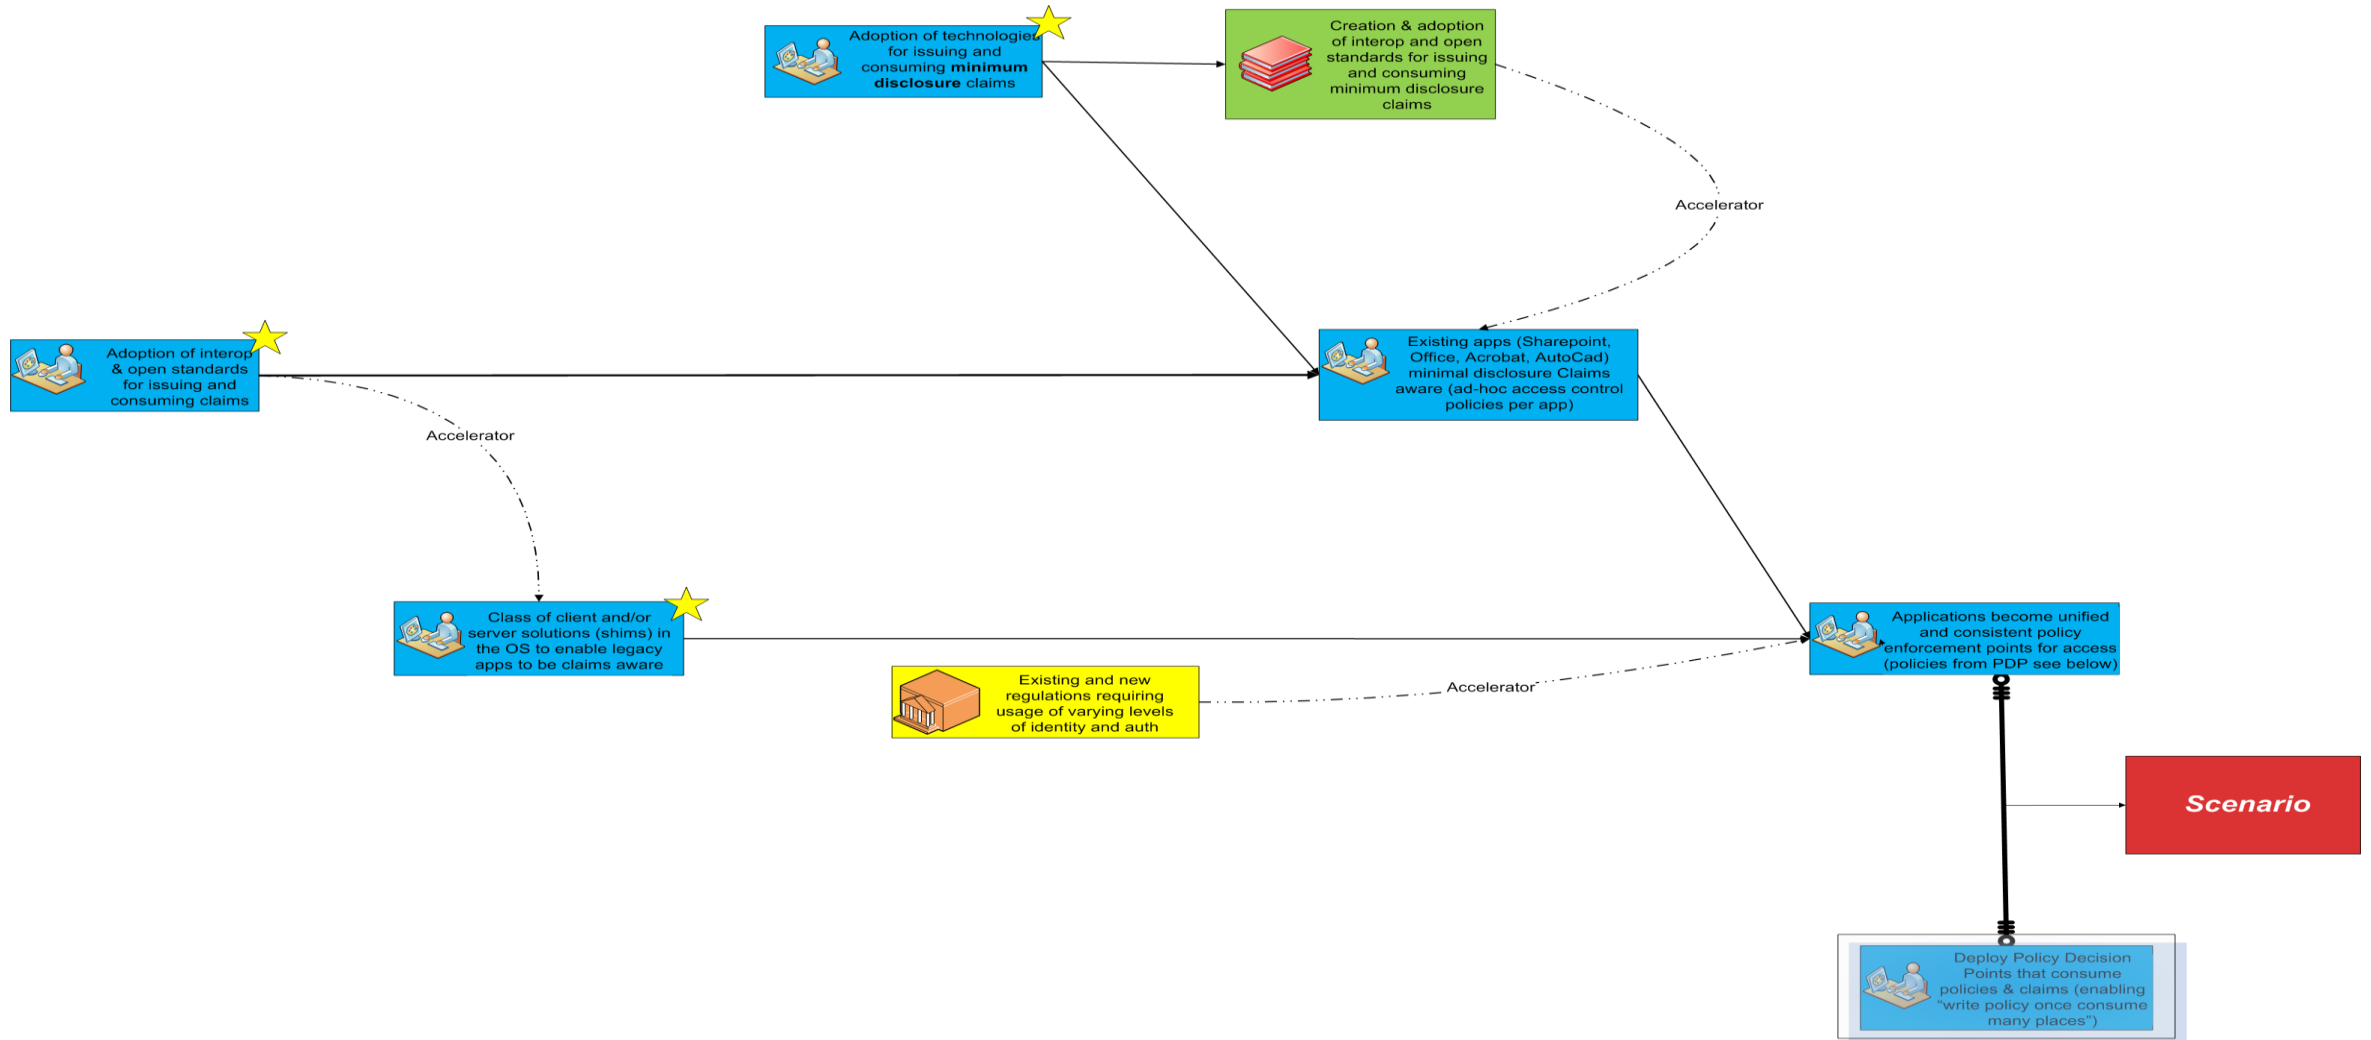 Adoption of technologies
for issuing and
consuming minimum
disclosure claims
Creation & adoption
of interop and open
standards for issuing
and consuming
minimum disclosure
claims
Accelerator
Adoption of interop
& open standards
for issuing and
consuming claims
Existing apps (Sharepoint,
Office, Acrobat, AutoCad)
minimal disclosure Claims
aware (ad-hoc access control
policies per app)
Accelerator
Class of client and/or
server solutions (shims) in
the OS to enable legacy
apps to be claims aware
Applications become unified
and consistent policy
enforcement points for access
(policies from PDP see below)
Existing and new
regulations requiring
usage of varying levels
of identity and auth
Accelerator
Scenario
Deploy Policy Decision
Points that consume
policies & claims (enabling
“write policy once consume
many places”)